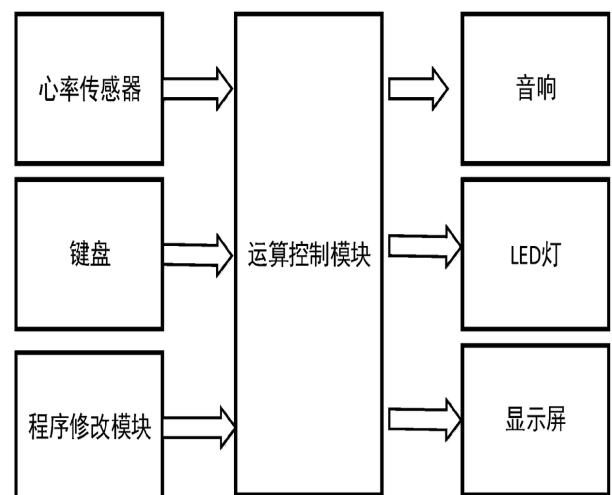 心率传感器
键盘
程序修改模块
运算控制模块
音响
LED灯
显示屏